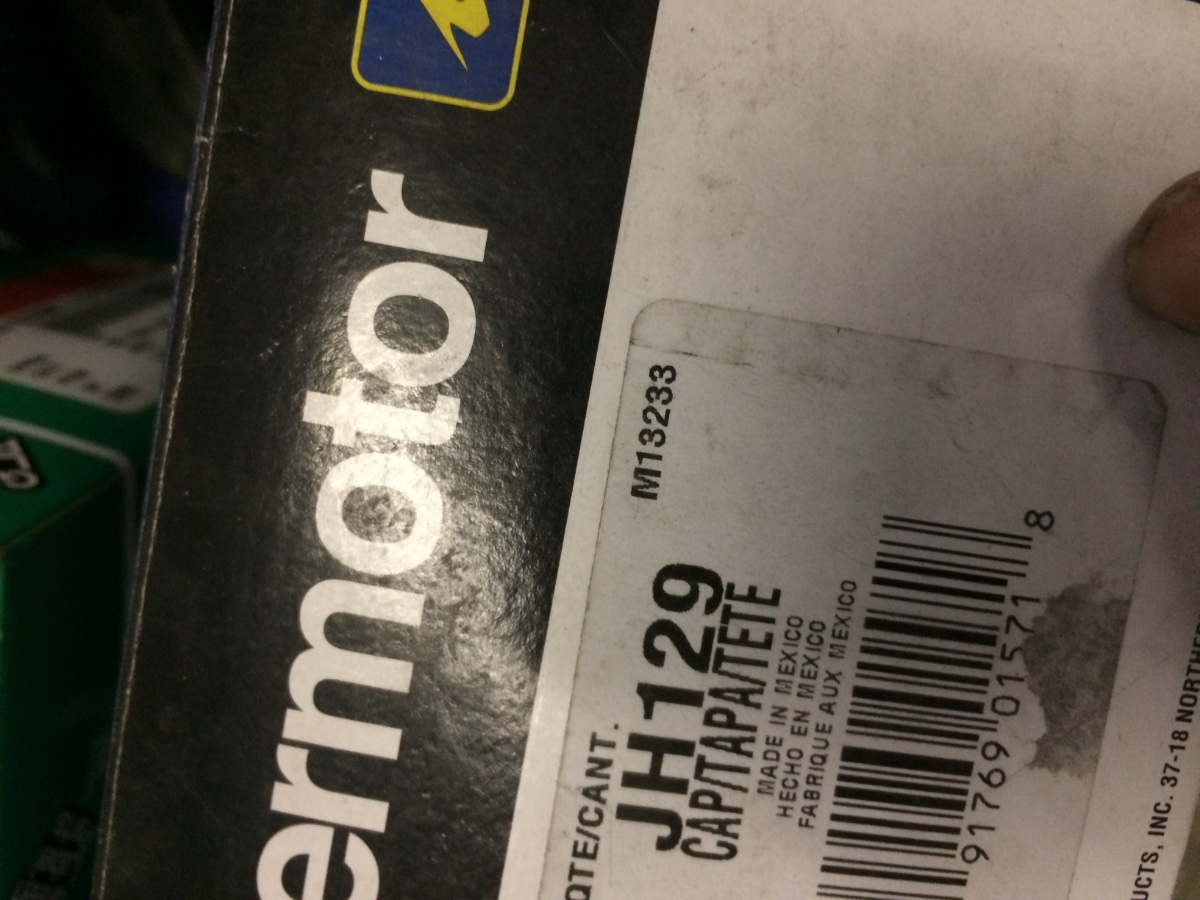 ermotor
M13233
QTE/CANT.
JH129
CAP/TAPA/TETE
MADE IN MEXICO
HECHO EN MEXICO
FABRIQUE AUX MEXICO
91769 01571 8
UCTS, INC. 37-18 NORTHE